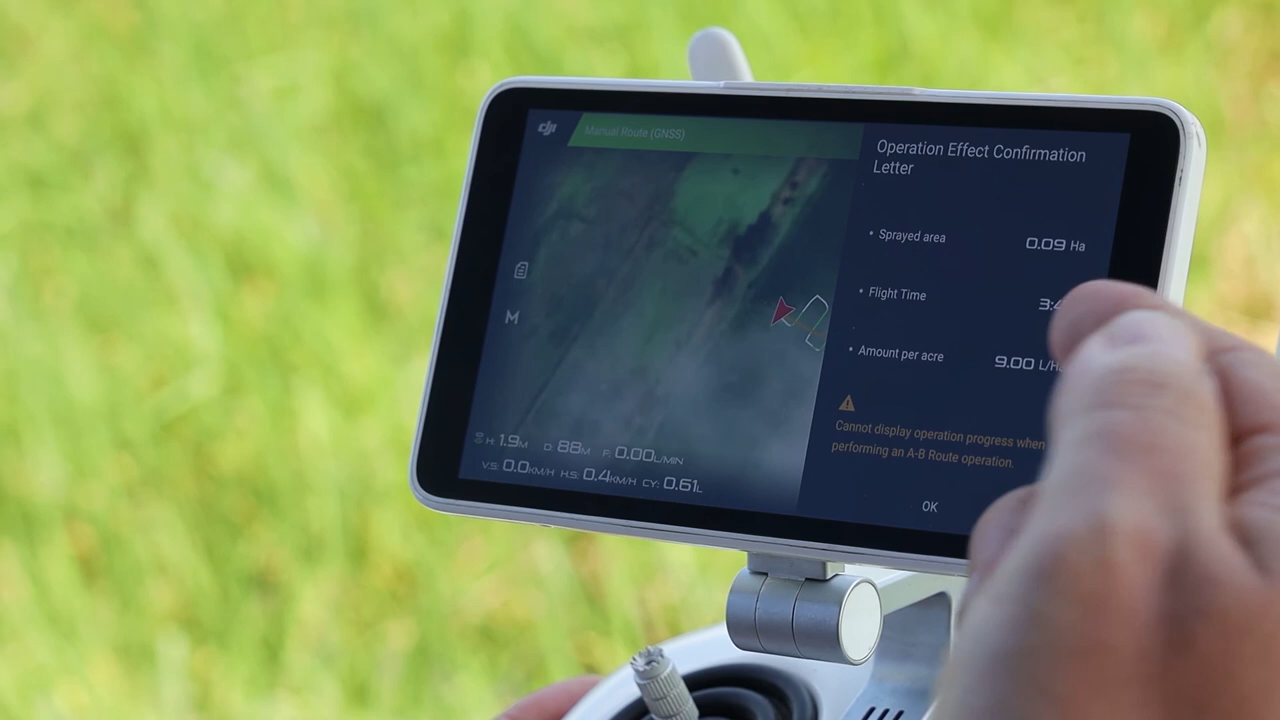 dji
Manual Route (GNSS)
M
H: 1.9M D: 88M F: 0.00L/MIN
V.S: 0.0KM/H H.S: 0.4KM/H CY: 0.61L
Operation Effect Confirmation
Letter
• Sprayed area 0.09 Ha
• Flight Time
• Amount per acre 9.00
Cannot display operation progress when
performing an A-B Route operation.
OK